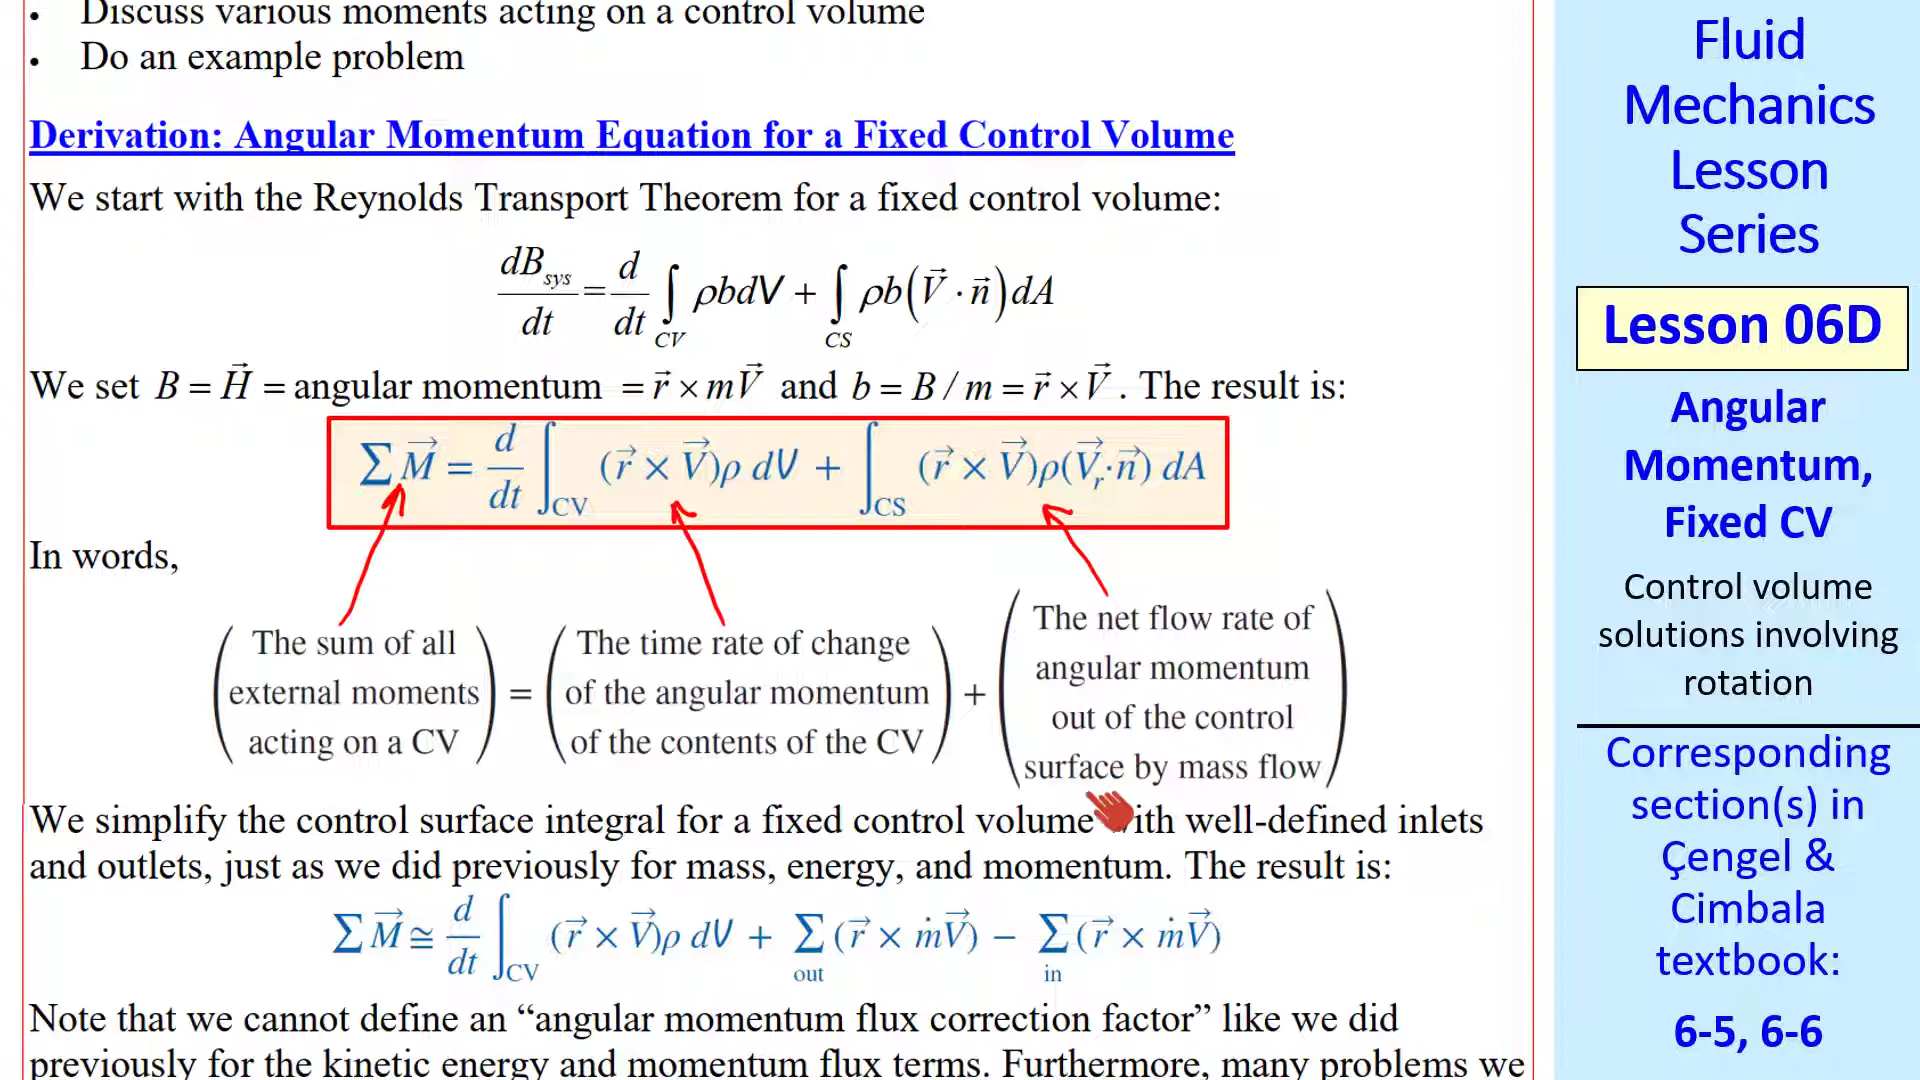 • Discuss various moments acting on a control volume
• Do an example problem
Derivation: Angular Momentum Equation for a Fixed Control Volume
We start with the Reynolds Transport Theorem for a fixed control volume:
dB_sys/dt = d/dt ∫_CV ρbdV + ∫_CS ρb(V⃗ · n⃗)dA
We set B = H⃗ = angular momentum = r⃗ × mV⃗ and b = B / m = r⃗ × V⃗ . The result is:
∑M⃗ = d/dt ∫_CV (r⃗ × V⃗)ρ dV + ∫_CS (r⃗ × V⃗)ρ(V⃗_r · n⃗) dA
In words,
(The sum of all external moments acting on a CV) = (The time rate of change of the angular momentum of the contents of the CV) + (The net flow rate of angular momentum out of the control surface by mass flow)
We simplify the control surface integral for a fixed control volume with well-defined inlets
and outlets, just as we did previously for mass, energy, and momentum. The result is:
∑M⃗ ≅ d/dt ∫_CV (r⃗ × V⃗)ρ dV + ∑_out (r⃗ × ṁV⃗) − ∑_in (r⃗ × ṁV⃗)
Note that we cannot define an “angular momentum flux correction factor” like we did
previously for the kinetic energy and momentum flux terms. Furthermore, many problems we
Fluid
Mechanics
Lesson
Series
Lesson 06D
Angular
Momentum,
Fixed CV
Control volume
solutions involving
rotation
Corresponding
section(s) in
Çengel &
Cimbala
textbook:
6-5, 6-6